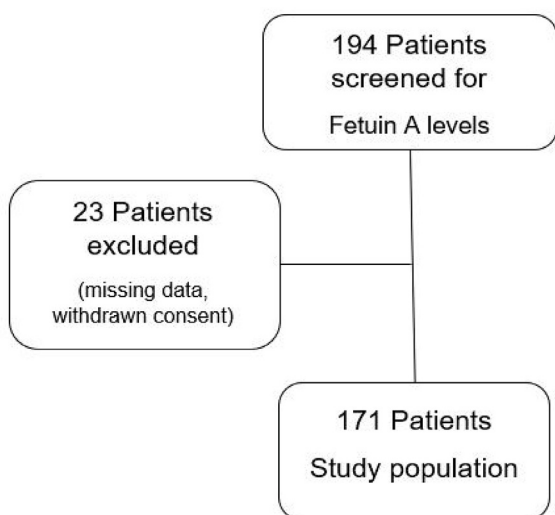 194 Patients
screened for
Fetuin A levels
23 Patients
excluded
(missing data,
withdrawn consent)
171 Patients
Study population